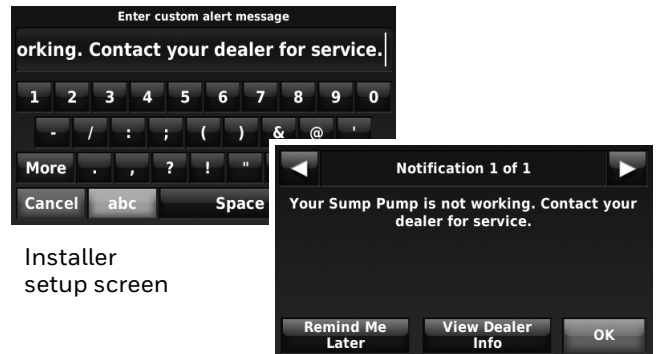 Enter custom alert message
orking. Contact your dealer for service.
1 2 3 4 5 6 7 8 9 0
- / : ; ( ) & @ '
More . , ? ! "
Cancel abc Space
Installer
setup screen
Notification 1 of 1
Your Sump Pump is not working. Contact your
dealer for service.
Remind Me
Later
View Dealer
Info
OK